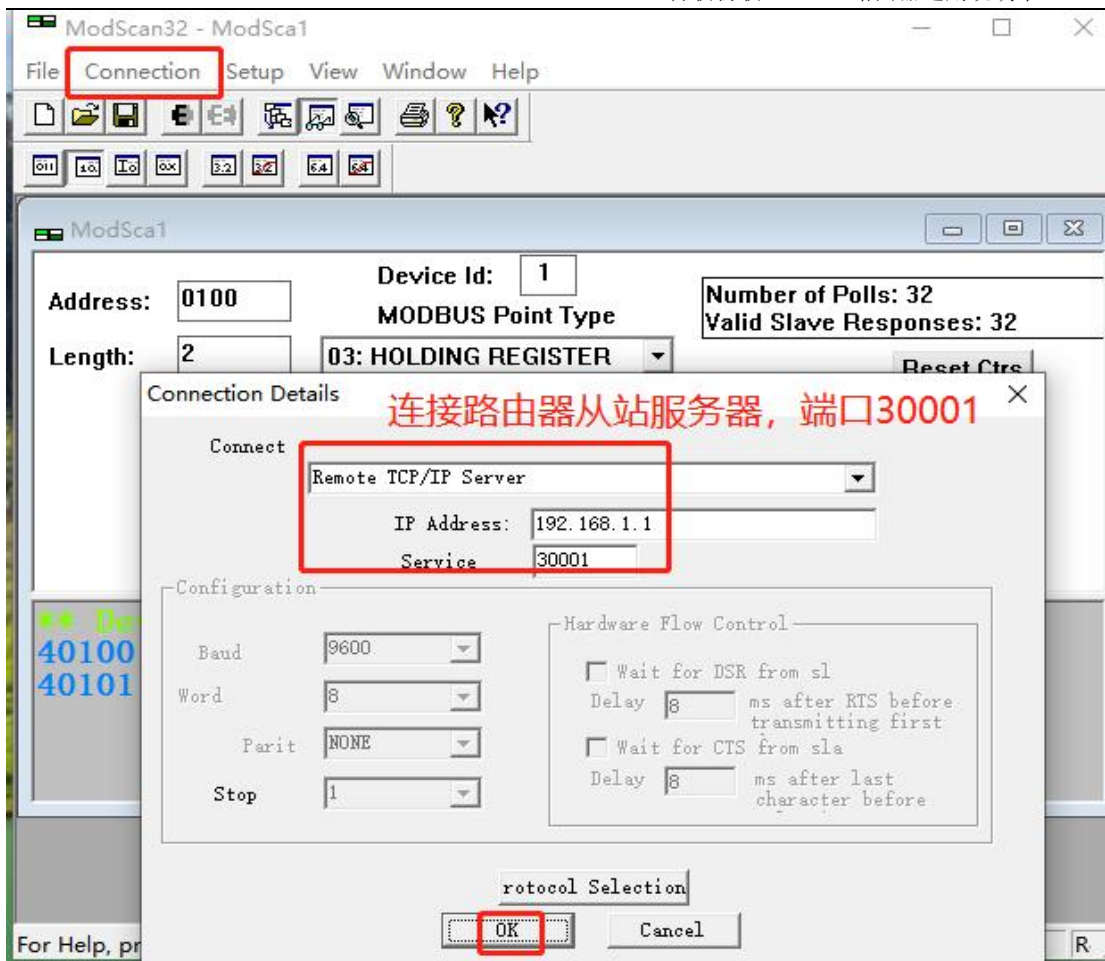 ModScan32 - ModSca1
File Connection Setup View Window Help
ModSca1
Address: 0100
Device Id: 1
MODBUS Point Type
Length: 2
03: HOLDING REGISTER
Number of Polls: 32
Valid Slave Responses: 32
Reset Ctrs
Connection Details
连接路由器从站服务器，端口30001
Connect
Remote TCP/IP Server
IP Address: 192.168.1.1
Service 30001
Configuration
Baud 9600
Word 8
Parit NONE
Stop 1
Hardware Flow Control
Wait for DSR from sl
Delay 8 ms after RTS before
transmitting first
Wait for CTS from sla
Delay 8 ms after last
character before
** De
40100
40101
rotocol Selection
OK Cancel
For Help, pr
R